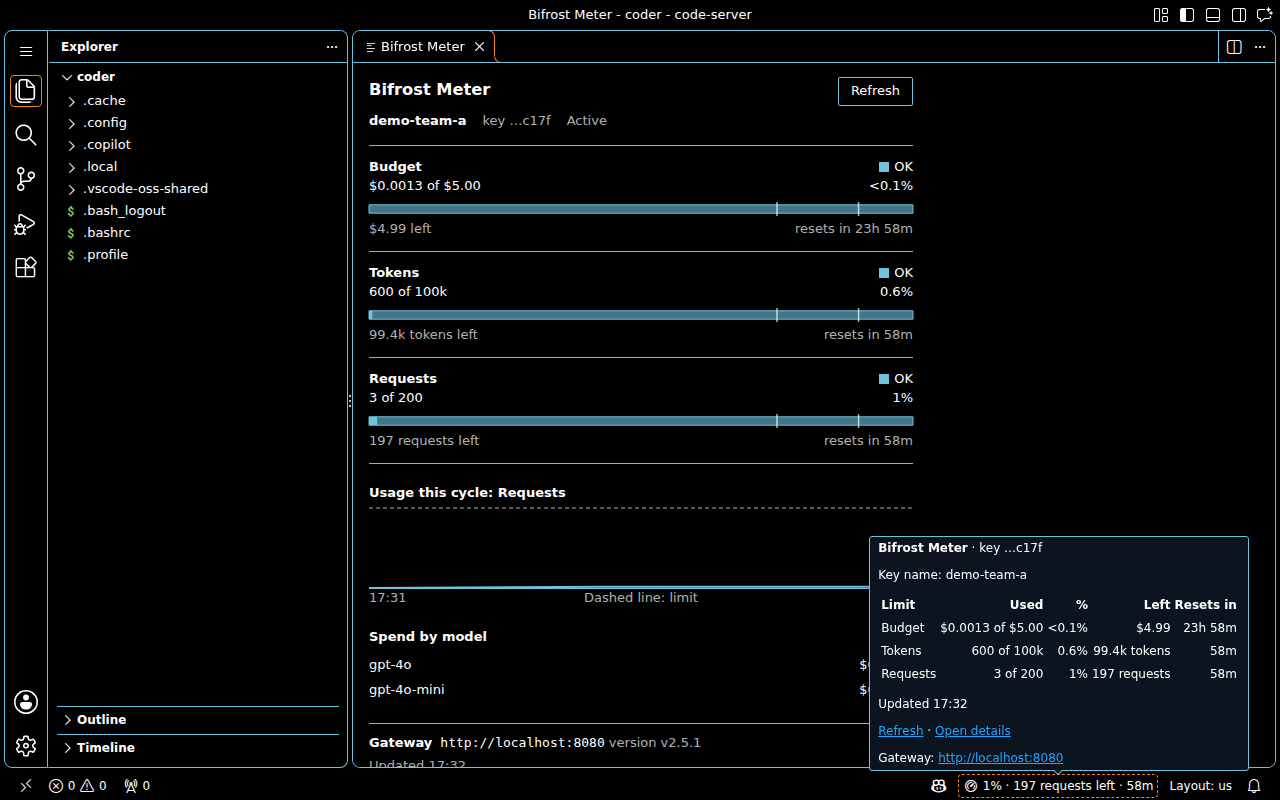 Bifrost Meter - coder - code-server
Explorer
coder
.cache
.config
.copilot
.local
.vscode-oss-shared
$ .bash_logout
$ .bashrc
$ .profile
Outline
Timeline
Bifrost Meter
Bifrost Meter
Refresh
demo-team-a key …c17f Active
Budget OK
$0.0013 of $5.00 <0.1%
$4.99 left resets in 23h 58m
Tokens OK
600 of 100k 0.6%
99.4k tokens left resets in 58m
Requests OK
3 of 200 1%
197 requests left resets in 58m
Usage this cycle: Requests
17:31 Dashed line: limit
Spend by model
gpt-4o
gpt-4o-mini
Gateway http://localhost:8080 version v2.5.1
Updated 17:32
Bifrost Meter · key …c17f
Key name: demo-team-a
Limit Used % Left Resets in
Budget $0.0013 of $5.00 <0.1% $4.99 23h 58m
Tokens 600 of 100k 0.6% 99.4k tokens 58m
Requests 3 of 200 1% 197 requests 58m
Updated 17:32
Refresh · Open details
Gateway: http://localhost:8080
0 0 0
1% · 197 requests left · 58m Layout: us